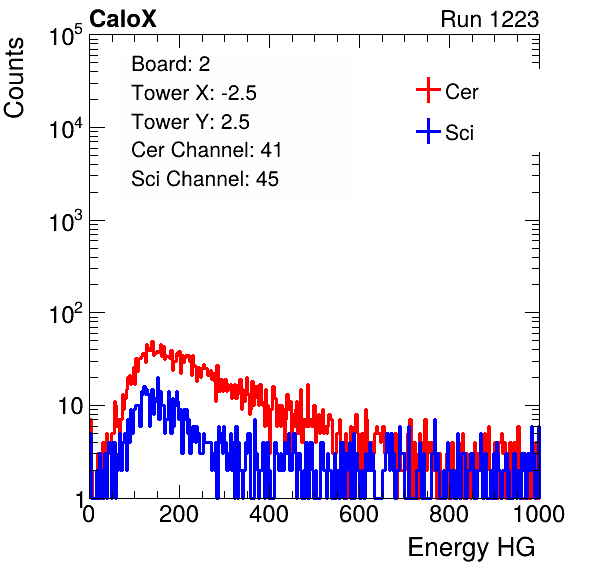 CaloX Run 1223
Counts
10^5
10^4
10^3
10^2
10
1
Board: 2
Tower X: -2.5
Tower Y: 2.5
Cer Channel: 41
Sci Channel: 45
Cer
Sci
0 200 400 600 800 1000
Energy HG